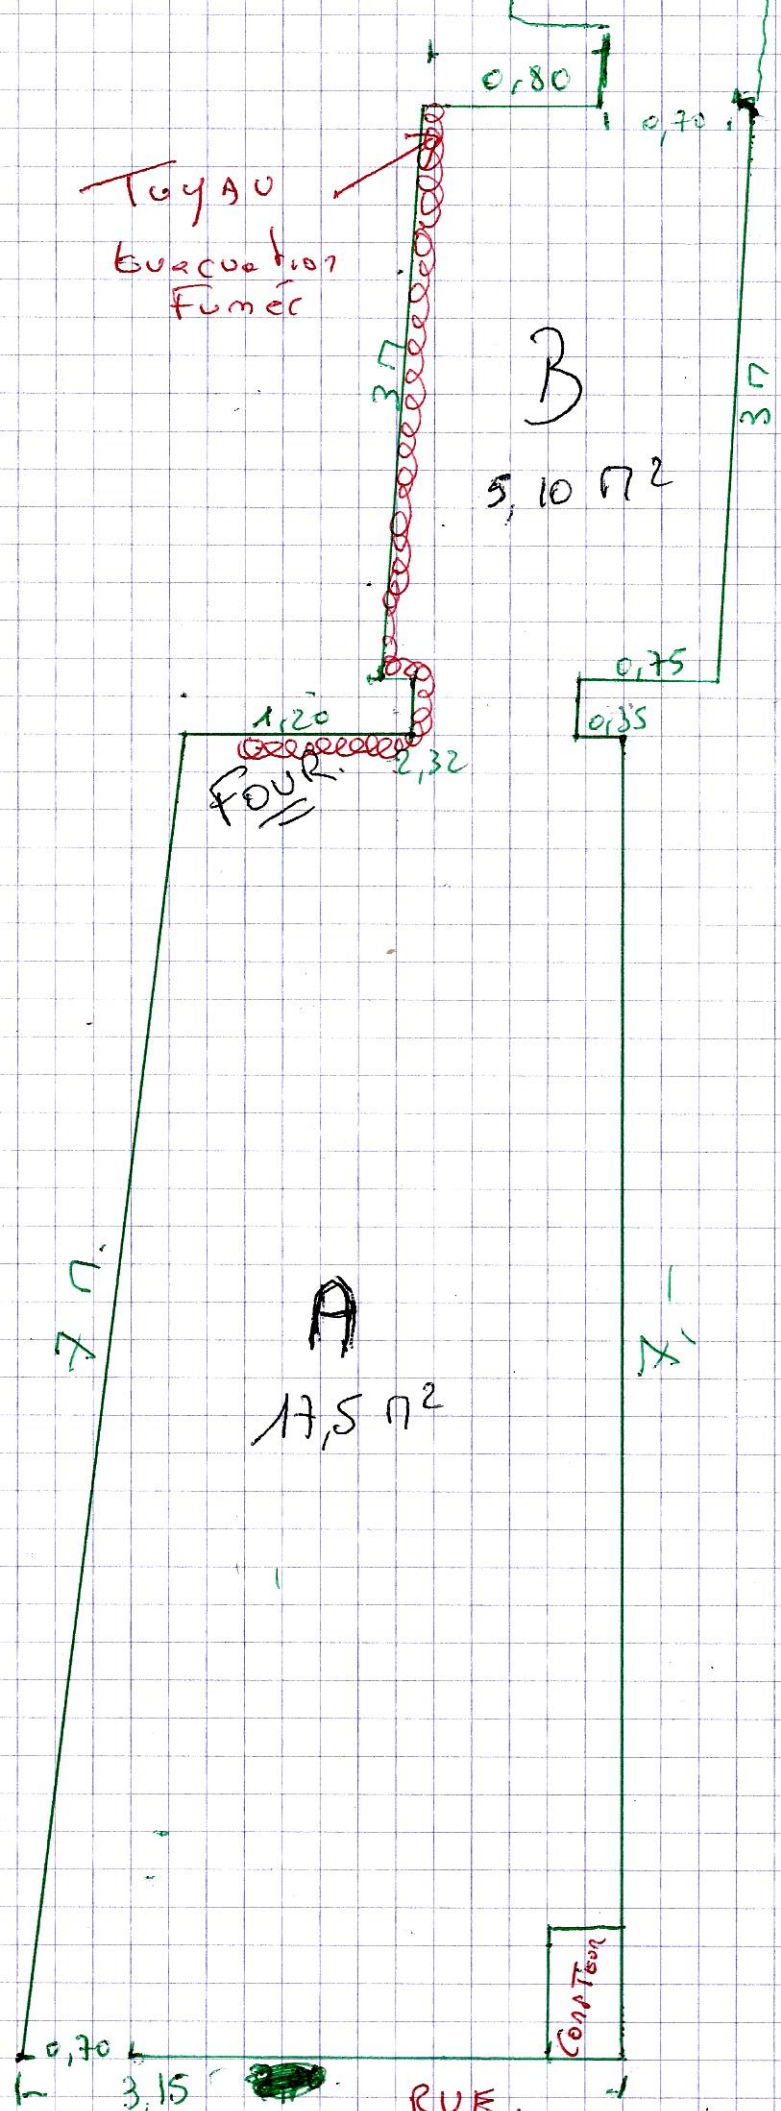 0,80
0,70
TUYAU
Evacuation
Fumée
3 M
B
3 M
5,10 M²
0,75
1,20
0,35
2,32
FOUR.
7 M.
A
7,-
17,5 M²
CompTeur
0,70
3,15
RUE.